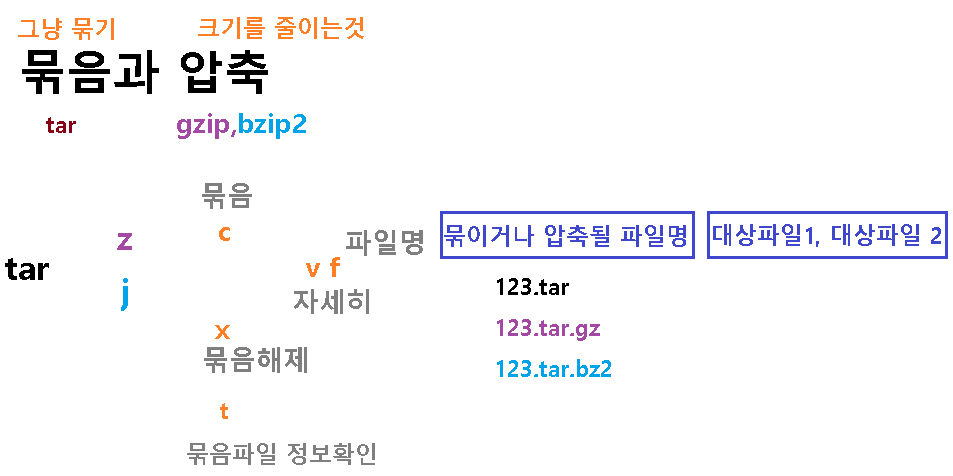 그냥 묶기 크기를 줄이는것
묶음과 압축
tar gzip,bzip2
묶음
z c 파일명 묶이거나 압축될 파일명 대상파일1, 대상파일 2
tar v f
j 자세히 123.tar
x 123.tar.gz
묶음해제 123.tar.bz2
t
묶음파일 정보확인